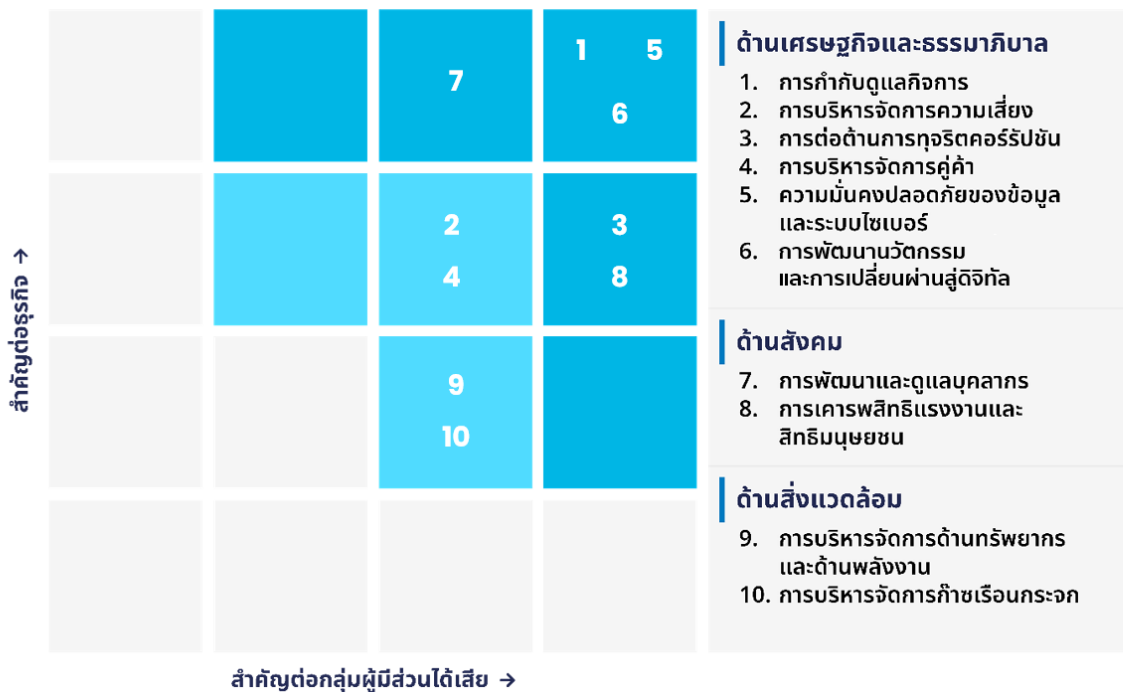 7
1 5
6
2
4
3
8
9
10
สำคัญต่อธุรกิจ →
สำคัญต่อกลุ่มผู้มีส่วนได้เสีย →
ด้านเศรษฐกิจและธรรมาภิบาล
1. การกำกับดูแลกิจการ
2. การบริหารจัดการความเสี่ยง
3. การต่อต้านการทุจริตคอร์รัปชัน
4. การบริหารจัดการคู่ค้า
5. ความมั่นคงปลอดภัยของข้อมูล
และระบบไซเบอร์
6. การพัฒนานวัตกรรม
และการเปลี่ยนผ่านสู่ดิจิทัล
ด้านสังคม
7. การพัฒนาและดูแลบุคลากร
8. การเคารพสิทธิแรงงานและ
สิทธิมนุษยชน
ด้านสิ่งแวดล้อม
9. การบริหารจัดการด้านทรัพยากร
และด้านพลังงาน
10. การบริหารจัดการก๊าซเรือนกระจก